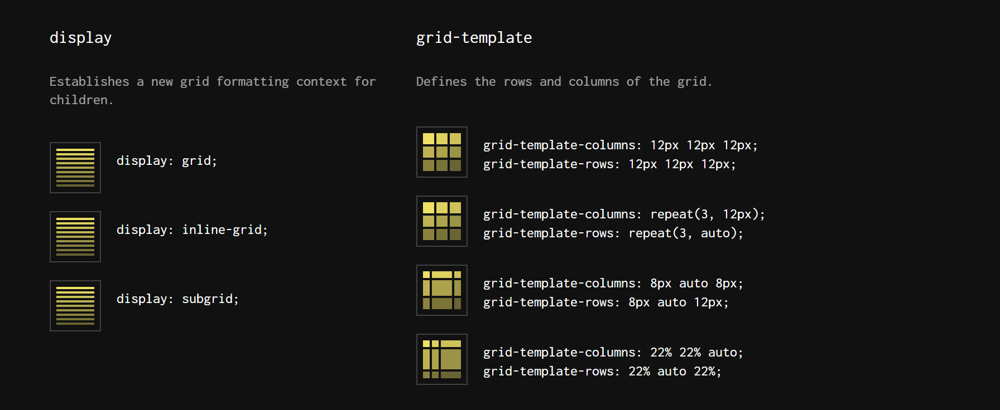 display
Establishes a new grid formatting context for
children.
display: grid;
display: inline-grid;
display: subgrid;
grid-template
Defines the rows and columns of the grid.
grid-template-columns: 12px 12px 12px;
grid-template-rows: 12px 12px 12px;
grid-template-columns: repeat(3, 12px);
grid-template-rows: repeat(3, auto);
grid-template-columns: 8px auto 8px;
grid-template-rows: 8px auto 12px;
grid-template-columns: 22% 22% auto;
grid-template-rows: 22% auto 22%;